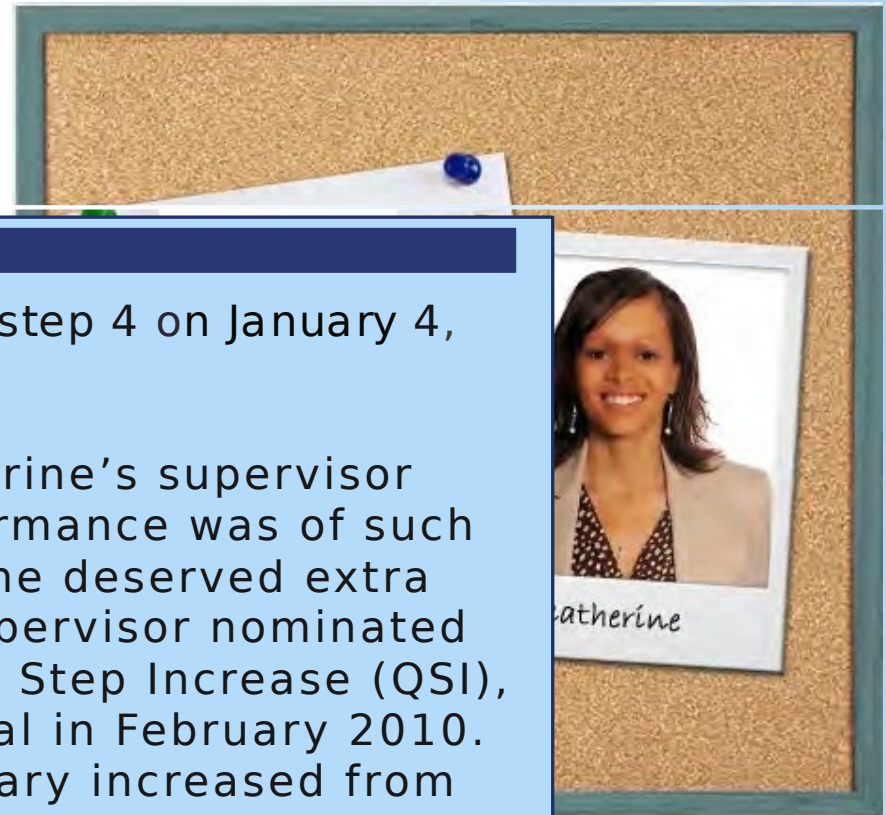 step 4 on January 4,
rine's supervisor
rmance was of such
ne deserved extra
pervisor nominated
Step Increase (QSI),
al in February 2010.
ary increased from
atherine